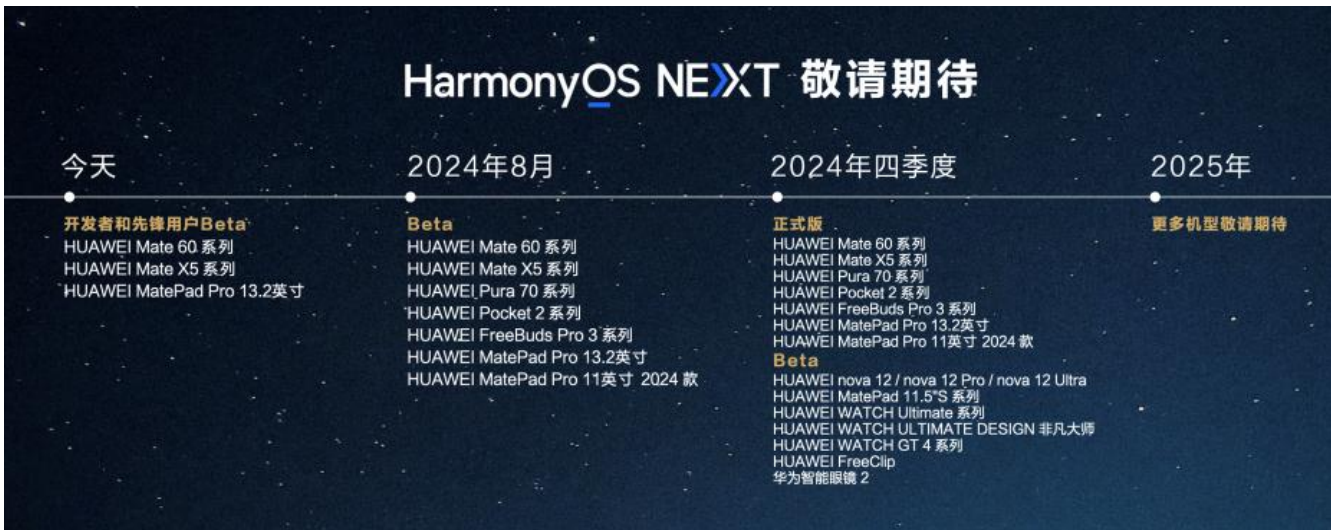 HarmonyOS NEXT 敬请期待
今天
开发者和先锋用户Beta
HUAWEI Mate 60 系列
HUAWEI Mate X5 系列
HUAWEI MatePad Pro 13.2英寸
2024年8月
Beta
HUAWEI Mate 60 系列
HUAWEI Mate X5 系列
HUAWEI Pura 70 系列
HUAWEI Pocket 2 系列
HUAWEI FreeBuds Pro 3 系列
HUAWEI MatePad Pro 13.2英寸
HUAWEI MatePad Pro 11英寸 2024 款
2024年四季度
正式版
HUAWEI Mate 60 系列
HUAWEI Mate X5 系列
HUAWEI Pura 70 系列
HUAWEI Pocket 2 系列
HUAWEI FreeBuds Pro 3 系列
HUAWEI MatePad Pro 13.2英寸
HUAWEI MatePad Pro 11英寸 2024 款
Beta
HUAWEI nova 12 / nova 12 Pro / nova 12 Ultra
HUAWEI MatePad 11.5"S 系列
HUAWEI WATCH Ultimate 系列
HUAWEI WATCH ULTIMATE DESIGN 非凡大师
HUAWEI WATCH GT 4 系列
HUAWEI FreeClip
华为智能眼镜 2
2025年
更多机型敬请期待